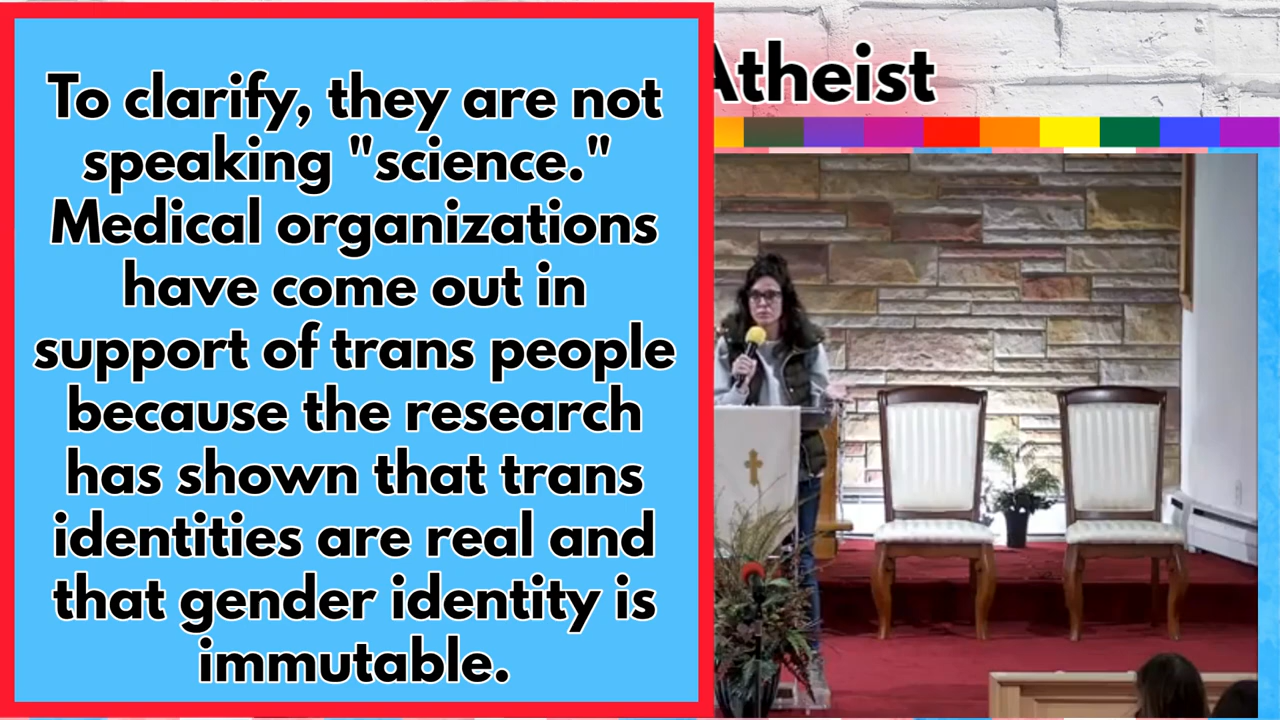 To clarify, they are not
speaking "science."
Medical organizations
have come out in
support of trans people
because the research
has shown that trans
identities are real and
that gender identity is
immutable.
Atheist